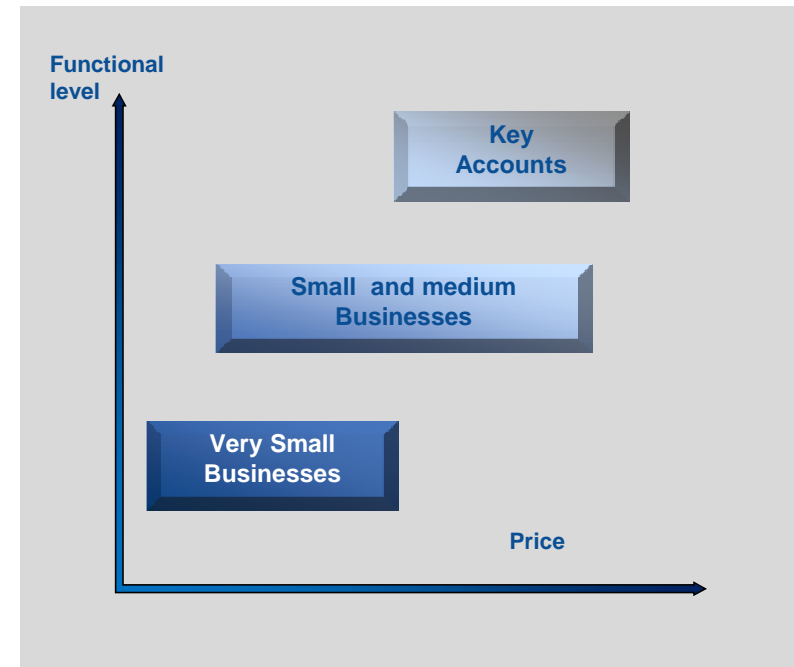 Functional
level
Key
Accounts
Small and medium
Businesses
Very Small
Businesses
Price